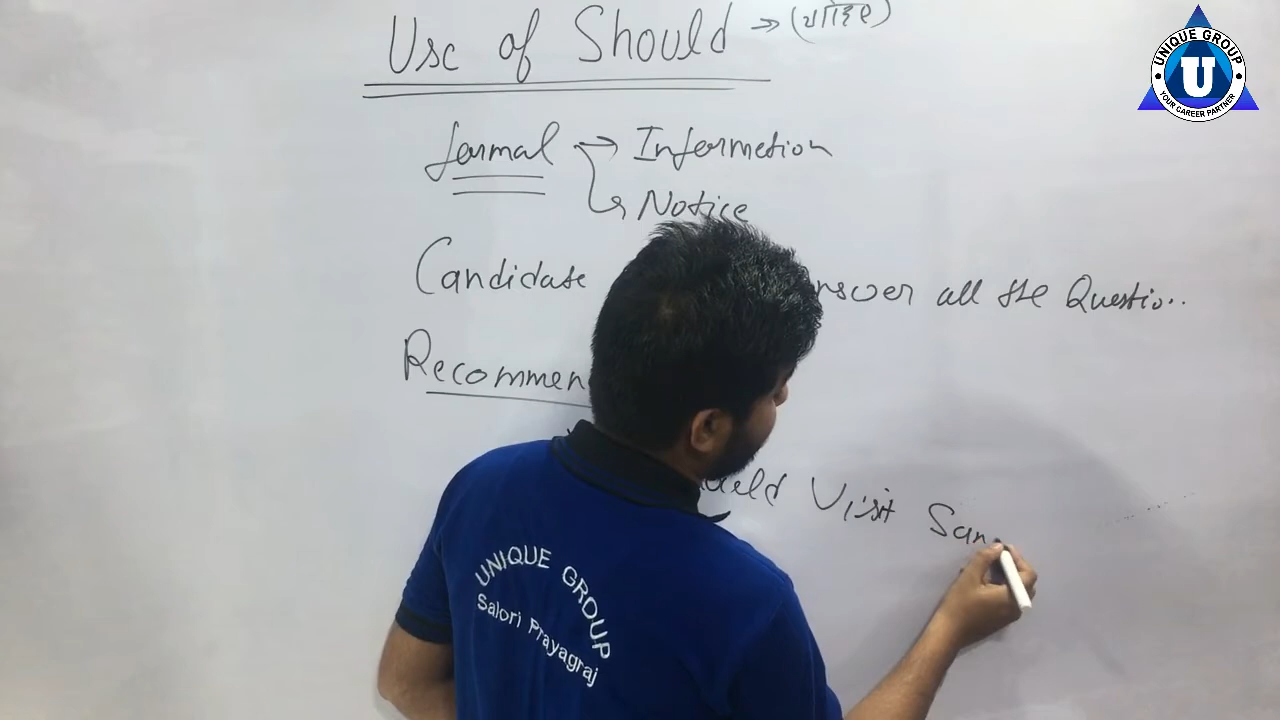 Use of Should → (चाहिए)
formal → Information
Notice
Candidate answer all the Questio..
Recommen
ould Visit San
UNIQUE GROUP
Salori Prayagraj
UNIQUE GROUP
U
YOUR CAREER PARTNER